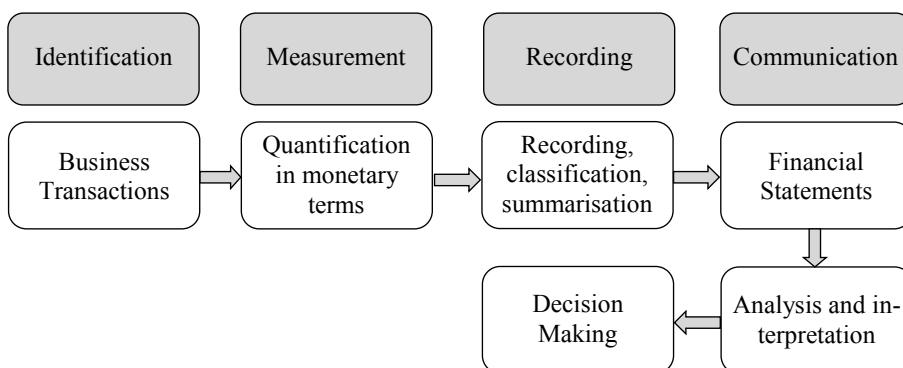 Identification
Measurement
Recording
Communication
Business
Transactions
Quantification
in monetary
terms
Recording,
classification,
summarisation
Financial
Statements
Decision
Making
Analysis and in-
terpretation